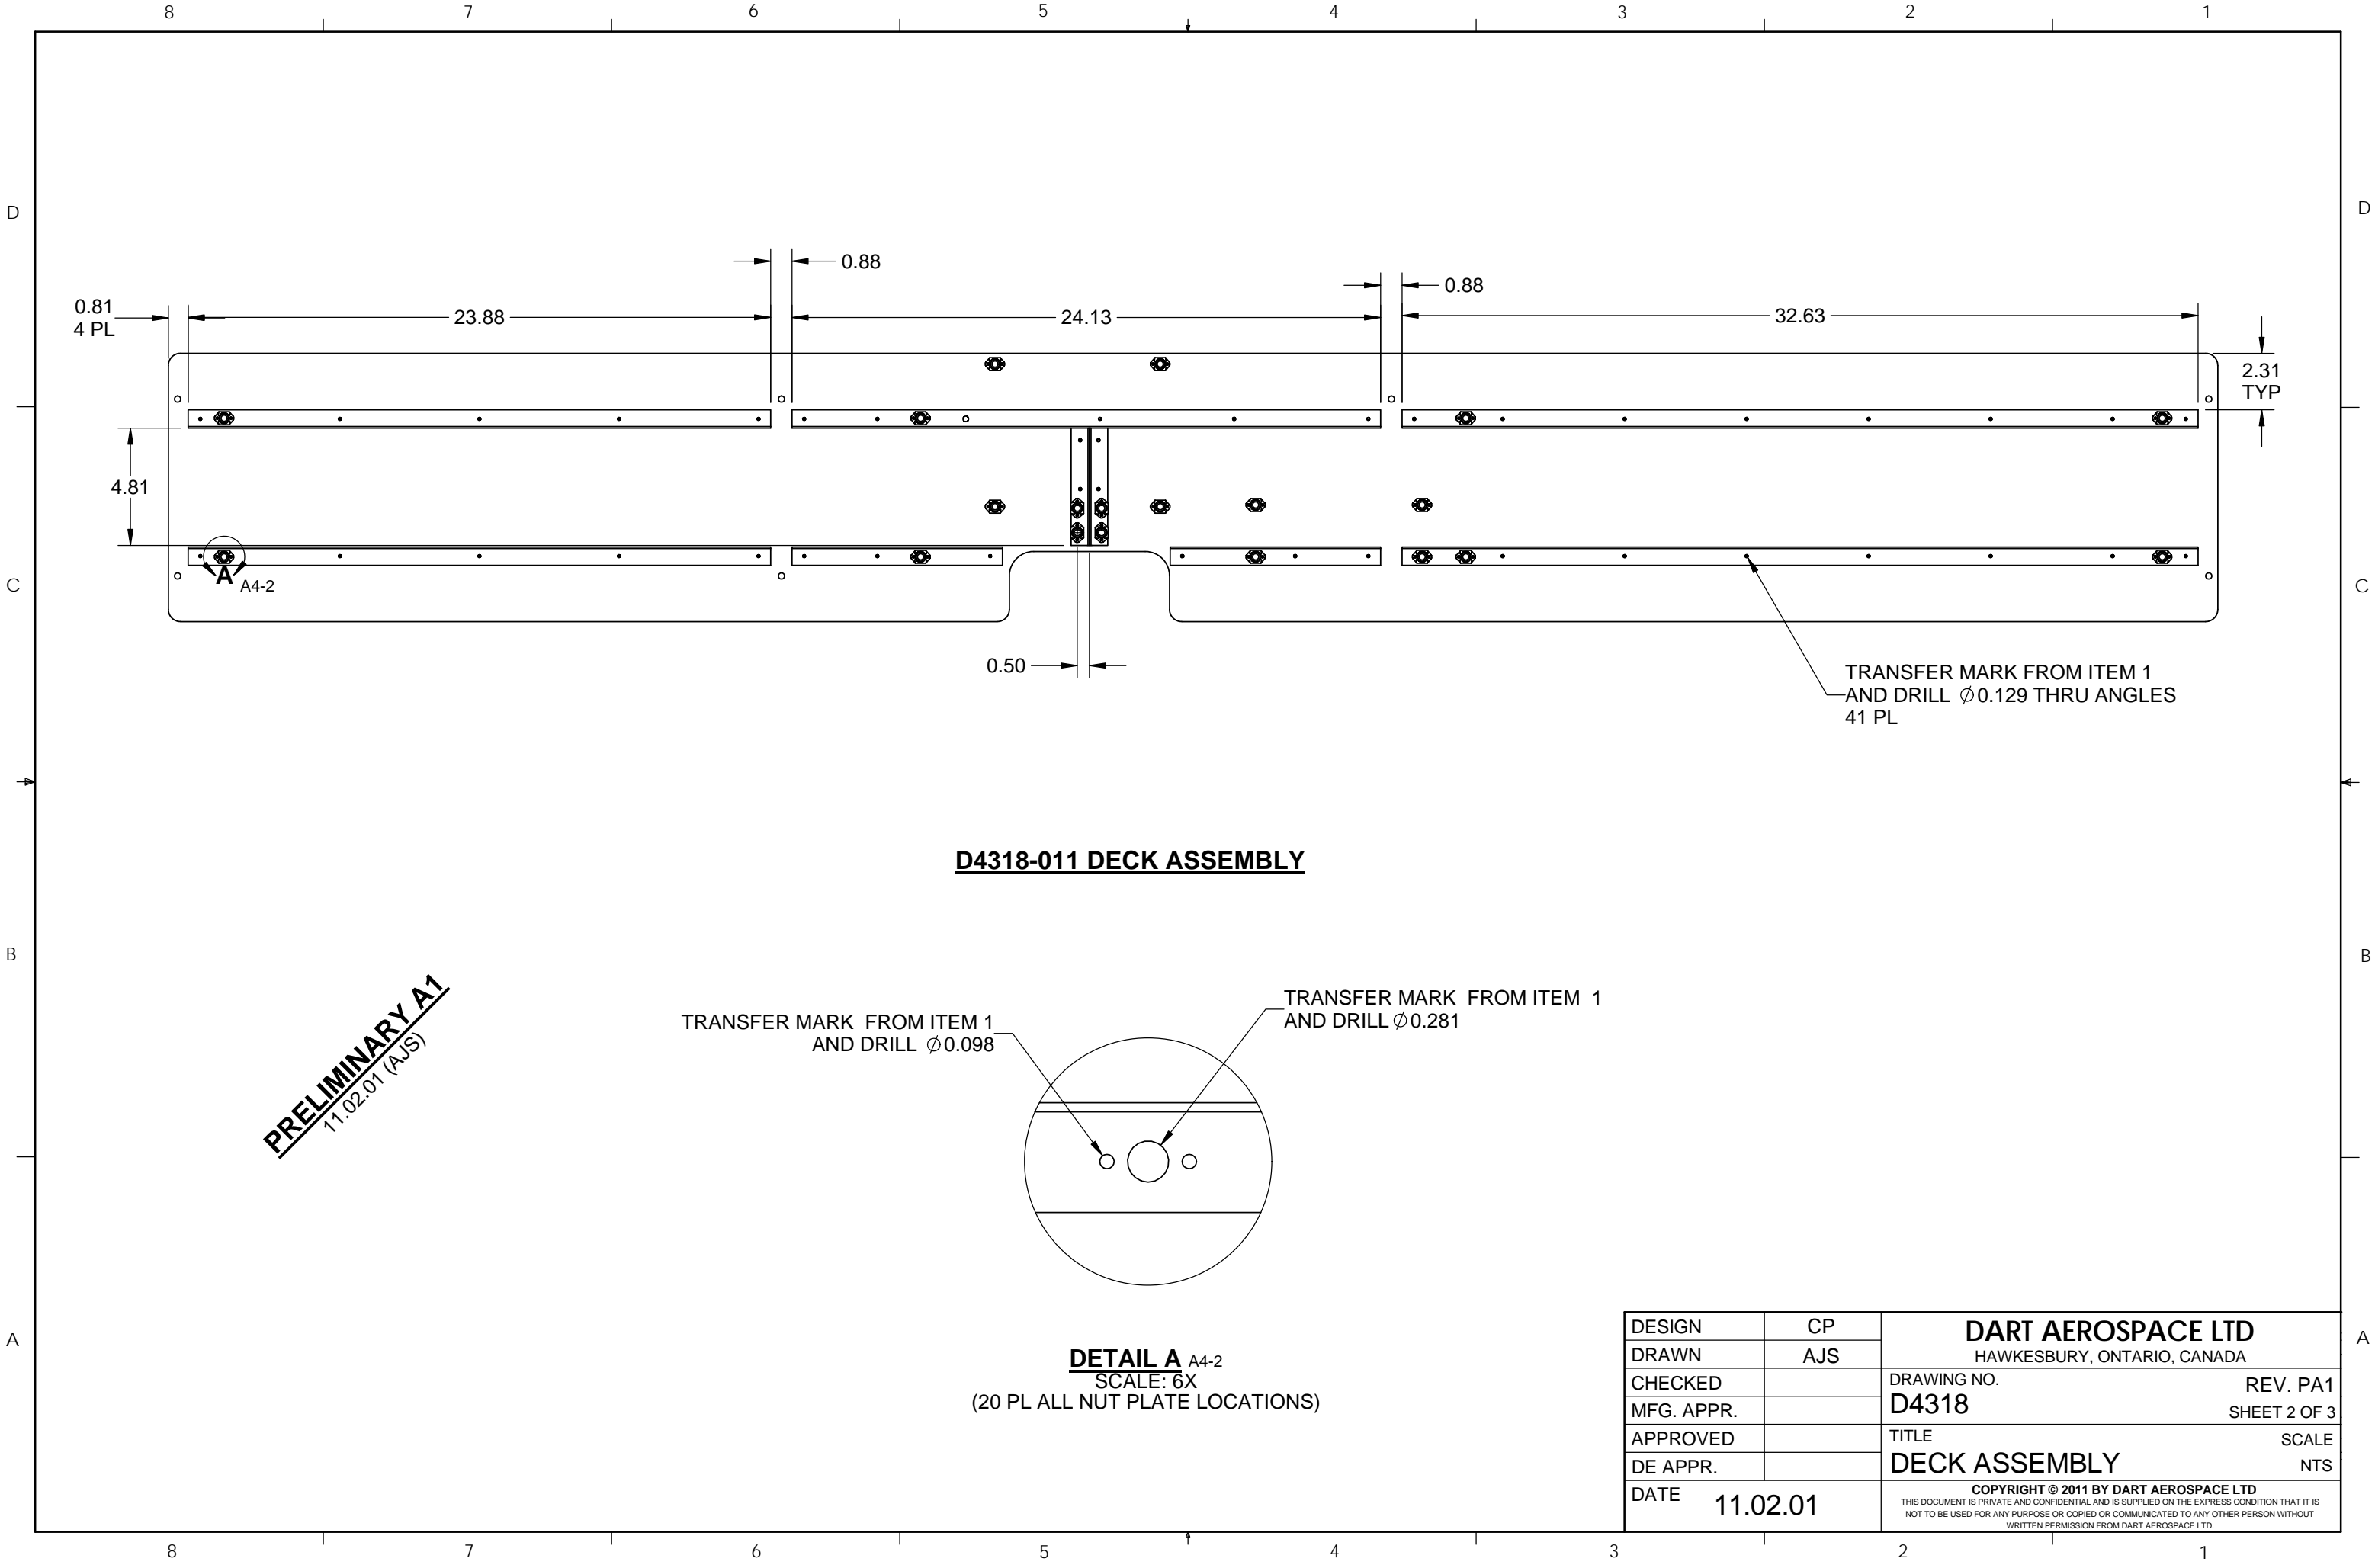 8 7 6 5 4 3 2 1
D D
0.88
0.88
0.81
4 PL
23.88
24.13
32.63
2.31
TYP
4.81
A A4-2
C C
0.50
TRANSFER MARK FROM ITEM 1
AND DRILL ∅0.129 THRU ANGLES
41 PL
D4318-011 DECK ASSEMBLY
B B
PRELIMINARY A1
11.02.01 (AJS)
TRANSFER MARK FROM ITEM 1
AND DRILL ∅0.098
TRANSFER MARK FROM ITEM 1
AND DRILL ∅0.281
DETAIL A A4-2
SCALE: 6X
(20 PL ALL NUT PLATE LOCATIONS)
A A
DESIGN CP
DRAWN AJS
CHECKED
MFG. APPR.
APPROVED
DE APPR.
DATE 11.02.01
DART AEROSPACE LTD
HAWKESBURY, ONTARIO, CANADA
DRAWING NO. REV. PA1
D4318 SHEET 2 OF 3
TITLE SCALE
DECK ASSEMBLY NTS
COPYRIGHT © 2011 BY DART AEROSPACE LTD
THIS DOCUMENT IS PRIVATE AND CONFIDENTIAL AND IS SUPPLIED ON THE EXPRESS CONDITION THAT IT IS
NOT TO BE USED FOR ANY PURPOSE OR COPIED OR COMMUNICATED TO ANY OTHER PERSON WITHOUT
WRITTEN PERMISSION FROM DART AEROSPACE LTD.
8 7 6 5 4 3 2 1